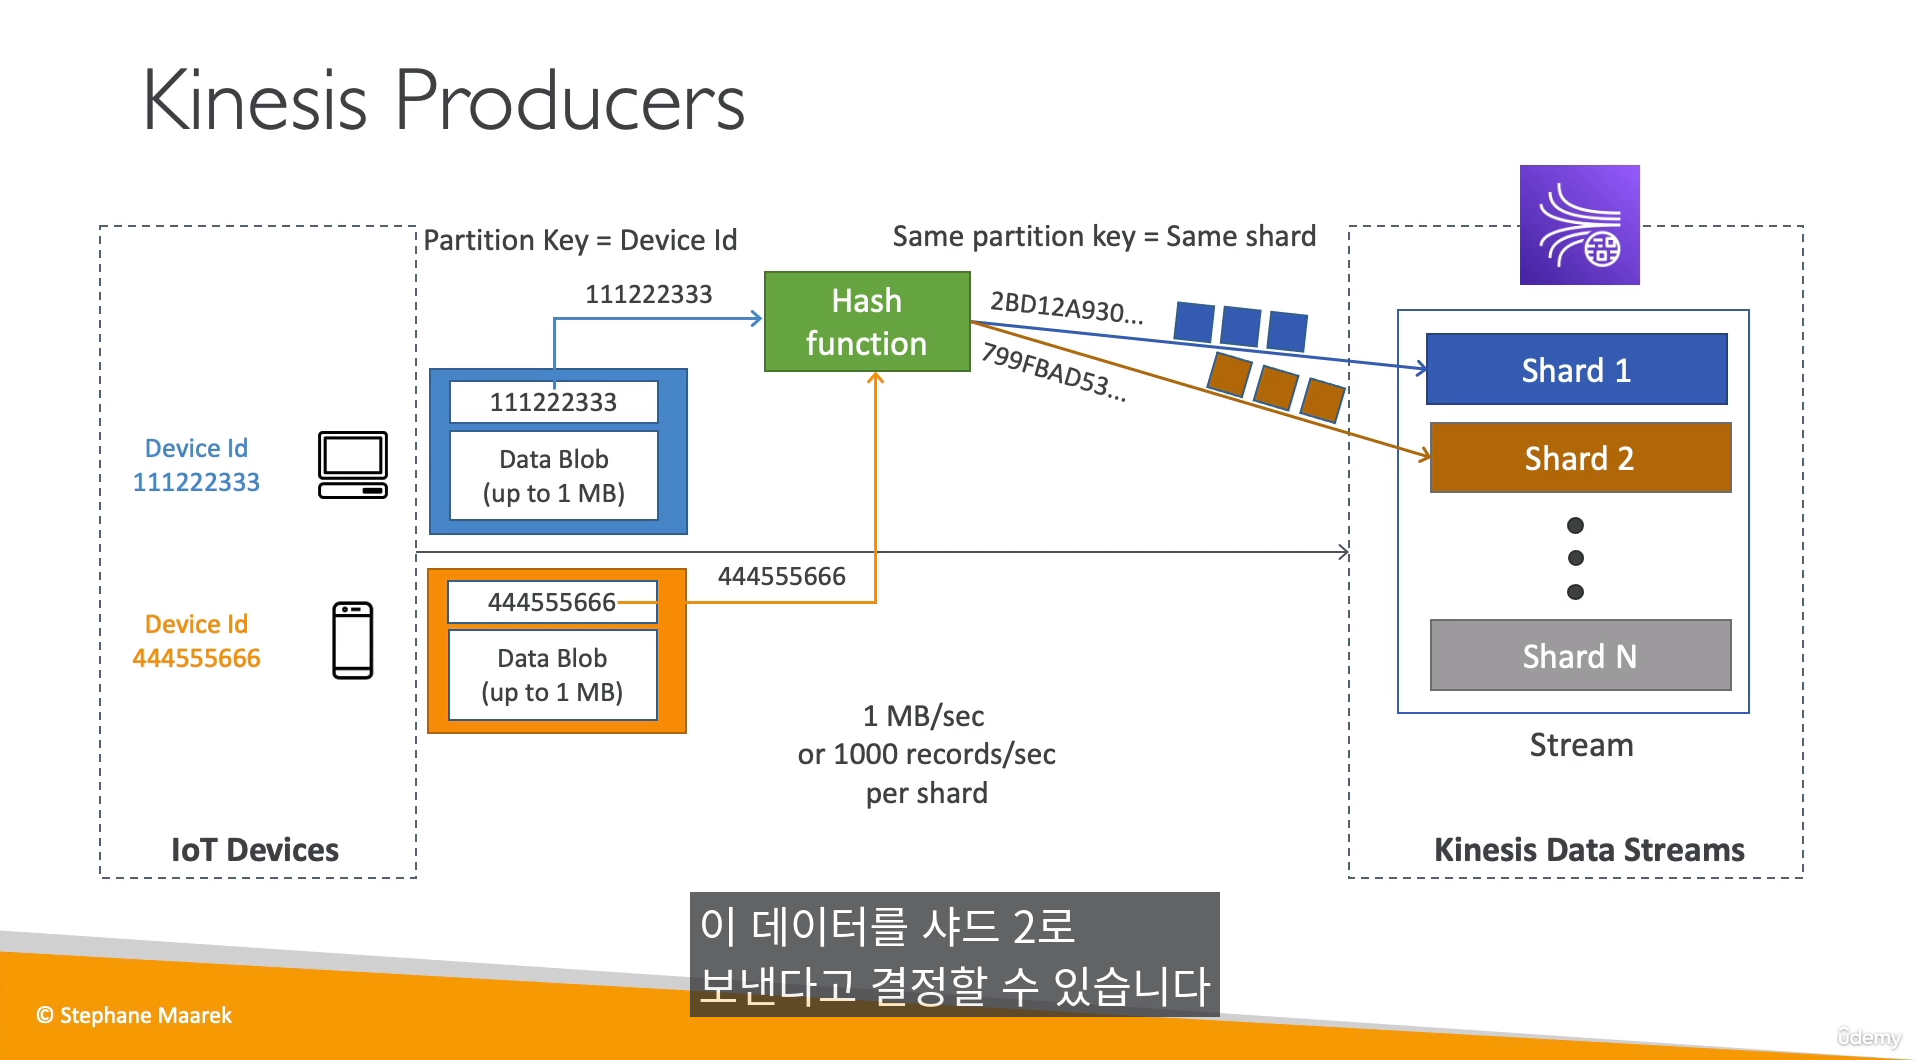 Kinesis Producers
Partition Key = Device Id
Same partition key = Same shard
111222333
Hash
function
2BD12A930...
799FBAD53...
Shard 1
Shard 2
Shard N
Stream
Kinesis Data Streams
111222333
Data Blob
(up to 1 MB)
Device Id
111222333
444555666
444555666
Data Blob
(up to 1 MB)
Device Id
444555666
1 MB/sec
or 1000 records/sec
per shard
IoT Devices
이 데이터를 샤드 2로
보낸다고 결정할 수 있습니다
© Stephane Maarek
ûdemy